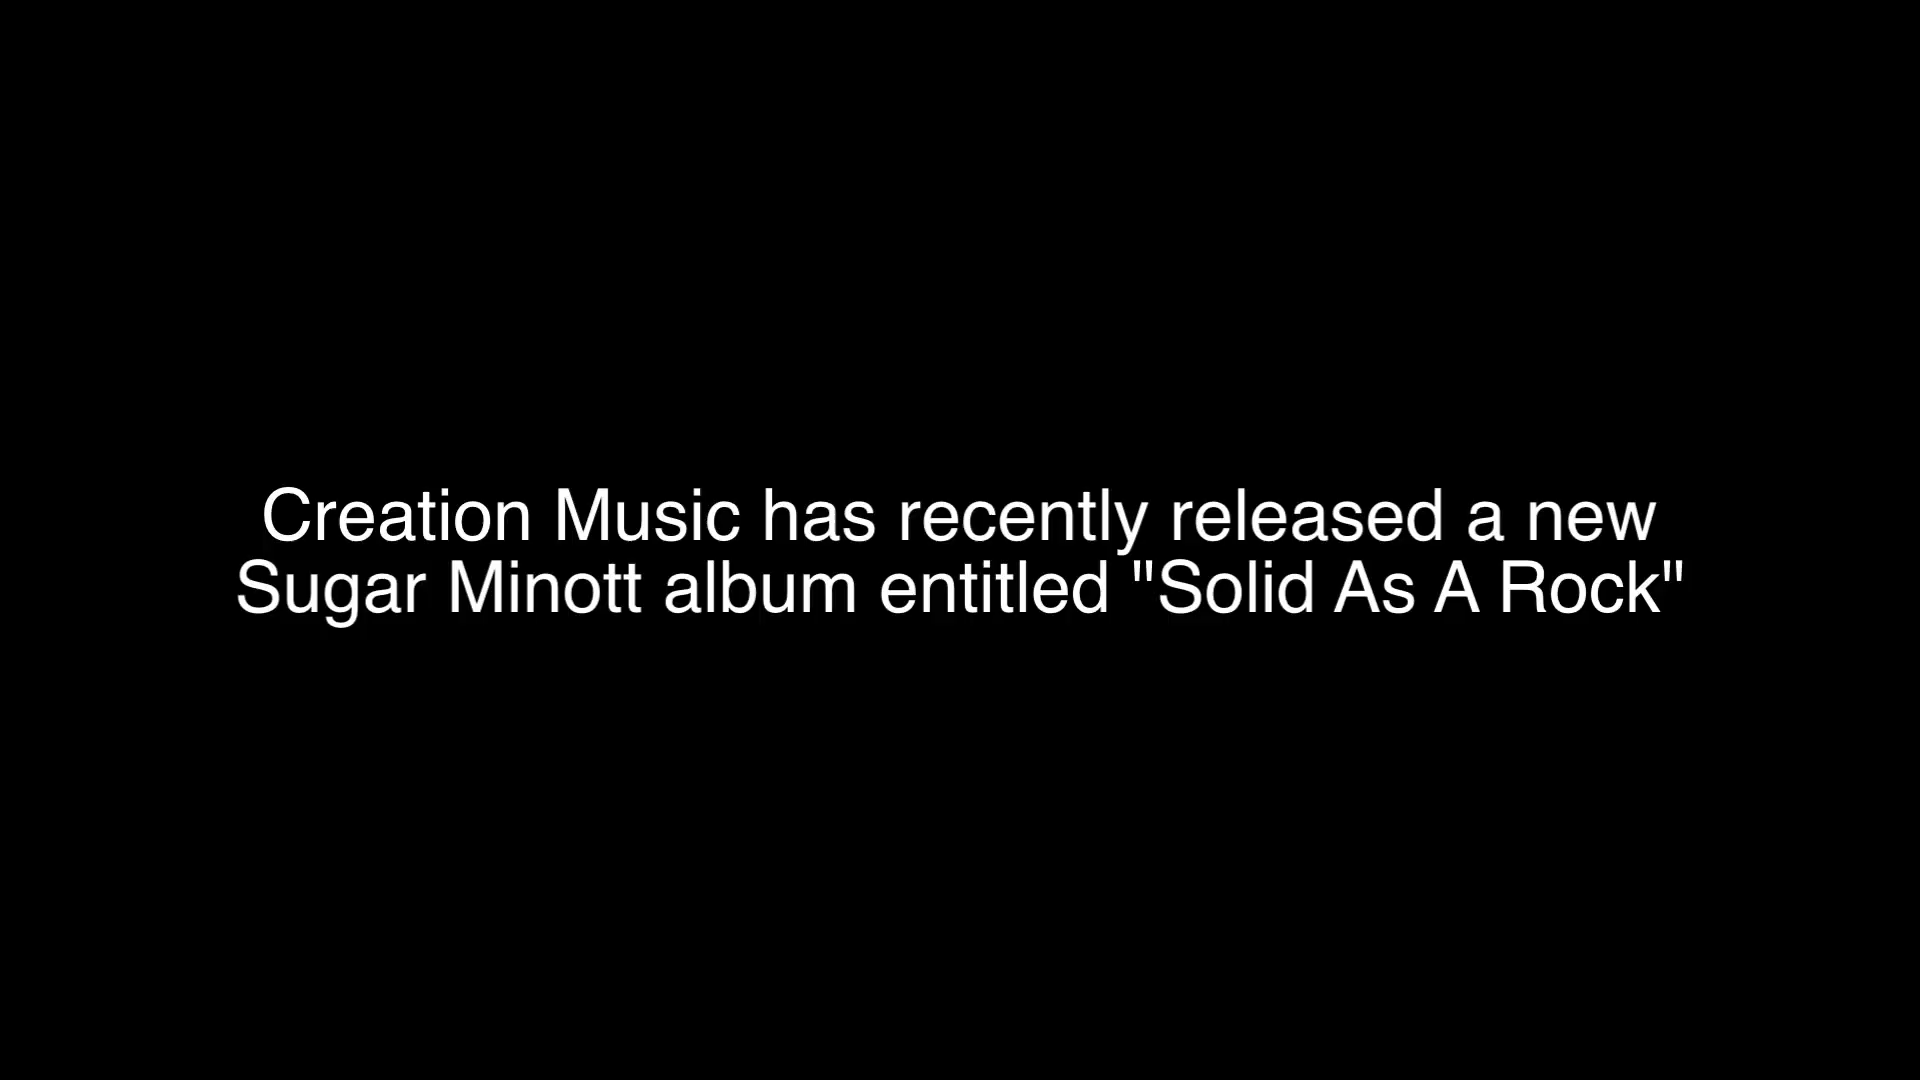 Creation Music has recently released a new
Sugar Minott album entitled "Solid As A Rock"